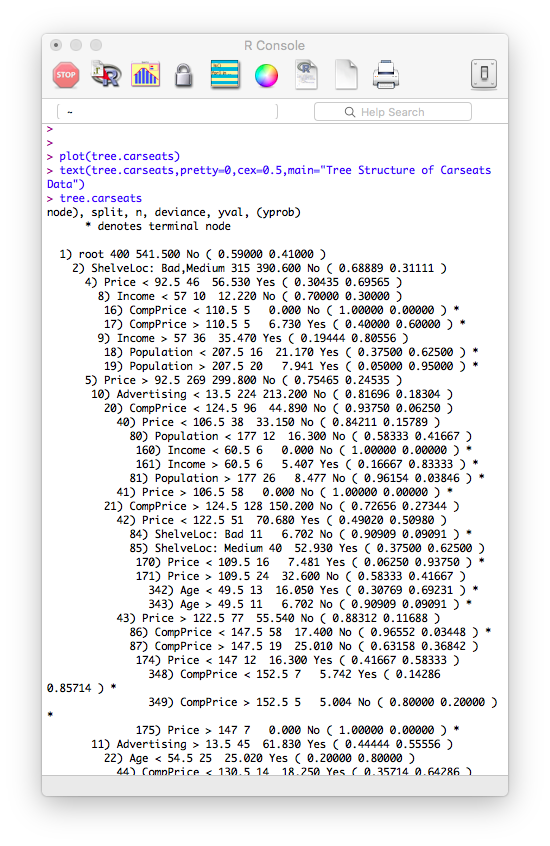 R Console
STOP
~
Help Search
>
>
> plot(tree.carseats)
> text(tree.carseats,pretty=0,cex=0.5,main="Tree Structure of Carseats
Data")
> tree.carseats
node), split, n, deviance, yval, (yprob)
* denotes terminal node
1) root 400 541.500 No ( 0.59000 0.41000 )
2) ShelveLoc: Bad,Medium 315 390.600 No ( 0.68889 0.31111 )
4) Price < 92.5 46 56.530 Yes ( 0.30435 0.69565 )
8) Income < 57 10 12.220 No ( 0.70000 0.30000 )
16) CompPrice < 110.5 5 0.000 No ( 1.00000 0.00000 ) *
17) CompPrice > 110.5 5 6.730 Yes ( 0.40000 0.60000 ) *
9) Income > 57 36 35.470 Yes ( 0.19444 0.80556 )
18) Population < 207.5 16 21.170 Yes ( 0.37500 0.62500 ) *
19) Population > 207.5 20 7.941 Yes ( 0.05000 0.95000 ) *
5) Price > 92.5 269 299.800 No ( 0.75465 0.24535 )
10) Advertising < 13.5 224 213.200 No ( 0.81696 0.18304 )
20) CompPrice < 124.5 96 44.890 No ( 0.93750 0.06250 )
40) Price < 106.5 38 33.150 No ( 0.84211 0.15789 )
80) Population < 177 12 16.300 No ( 0.58333 0.41667 )
160) Income < 60.5 6 0.000 No ( 1.00000 0.00000 ) *
161) Income > 60.5 6 5.407 Yes ( 0.16667 0.83333 ) *
81) Population > 177 26 8.477 No ( 0.96154 0.03846 ) *
41) Price > 106.5 58 0.000 No ( 1.00000 0.00000 ) *
21) CompPrice > 124.5 128 150.200 No ( 0.72656 0.27344 )
42) Price < 122.5 51 70.680 Yes ( 0.49020 0.50980 )
84) ShelveLoc: Bad 11 6.702 No ( 0.90909 0.09091 ) *
85) ShelveLoc: Medium 40 52.930 Yes ( 0.37500 0.62500 )
170) Price < 109.5 16 7.481 Yes ( 0.06250 0.93750 ) *
171) Price > 109.5 24 32.600 No ( 0.58333 0.41667 )
342) Age < 49.5 13 16.050 Yes ( 0.30769 0.69231 ) *
343) Age > 49.5 11 6.702 No ( 0.90909 0.09091 ) *
43) Price > 122.5 77 55.540 No ( 0.88312 0.11688 )
86) CompPrice < 147.5 58 17.400 No ( 0.96552 0.03448 ) *
87) CompPrice > 147.5 19 25.010 No ( 0.63158 0.36842 )
174) Price < 147 12 16.300 Yes ( 0.41667 0.58333 )
348) CompPrice < 152.5 7 5.742 Yes ( 0.14286
0.85714 ) *
349) CompPrice > 152.5 5 5.004 No ( 0.80000 0.20000 )
*
175) Price > 147 7 0.000 No ( 1.00000 0.00000 ) *
11) Advertising > 13.5 45 61.830 Yes ( 0.44444 0.55556 )
22) Age < 54.5 25 25.020 Yes ( 0.20000 0.80000 )
44) CompPrice < 130.5 14 18.250 Yes ( 0.35714 0.64286 )